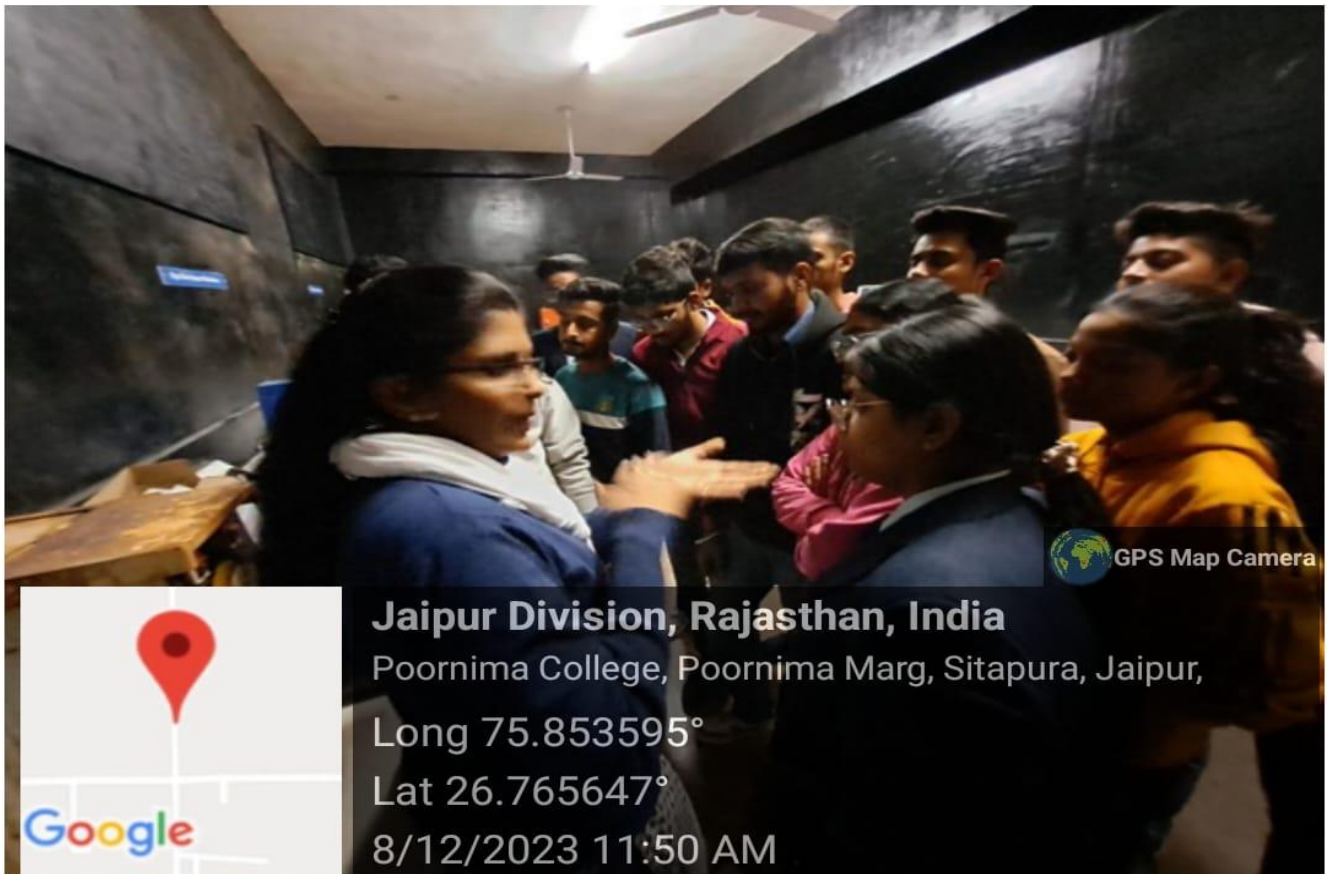 GPS Map Camera
Jaipur Division, Rajasthan, India
Poornima College, Poornima Marg, Sitapura, Jaipur,
Long 75.853595°
Lat 26.765647°
8/12/2023 11:50 AM
Google